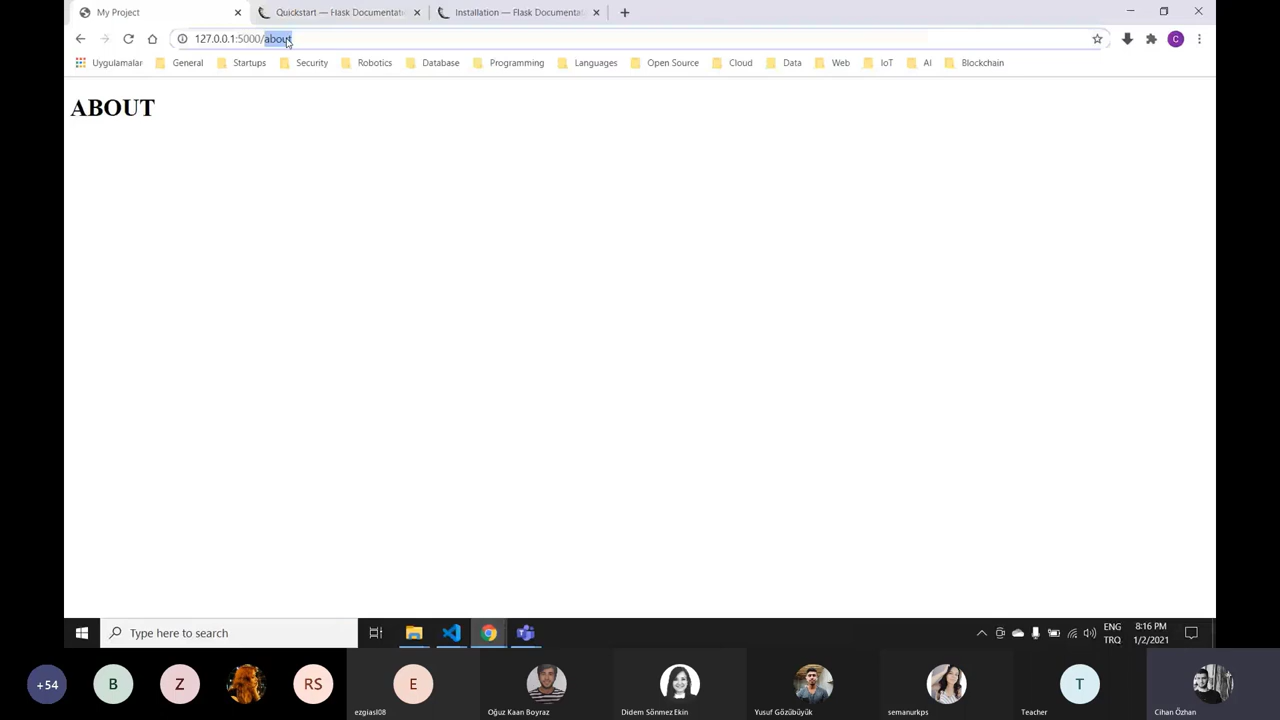 My Project
Quickstart — Flask Documentati
Installation — Flask Documentat
127.0.0.1:5000/about
Uygulamalar General Startups Security Robotics Database Programming Languages Open Source Cloud Data Web IoT AI Blockchain
ABOUT
Type here to search
ENG
TRQ
8:16 PM
1/2/2021
+54
B
Z
RS
E
T
C
ezgiasl08
Oğuz Kaan Boyraz
Didem Sönmez Ekin
Yusuf Gözübüyük
semanurkps
Teacher
Cihan Özhan